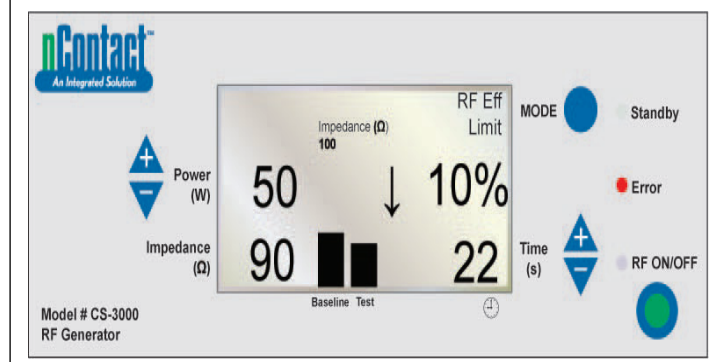 nContact™
An Integrated Solution
RF Eff
Limit
Impedance (Ω)
100
MODE
Standby
Power
(W)
50
↓
10%
Error
Impedance
(Ω)
90
22
Time
(s)
RF ON/OFF
Baseline Test
Model # CS-3000
RF Generator